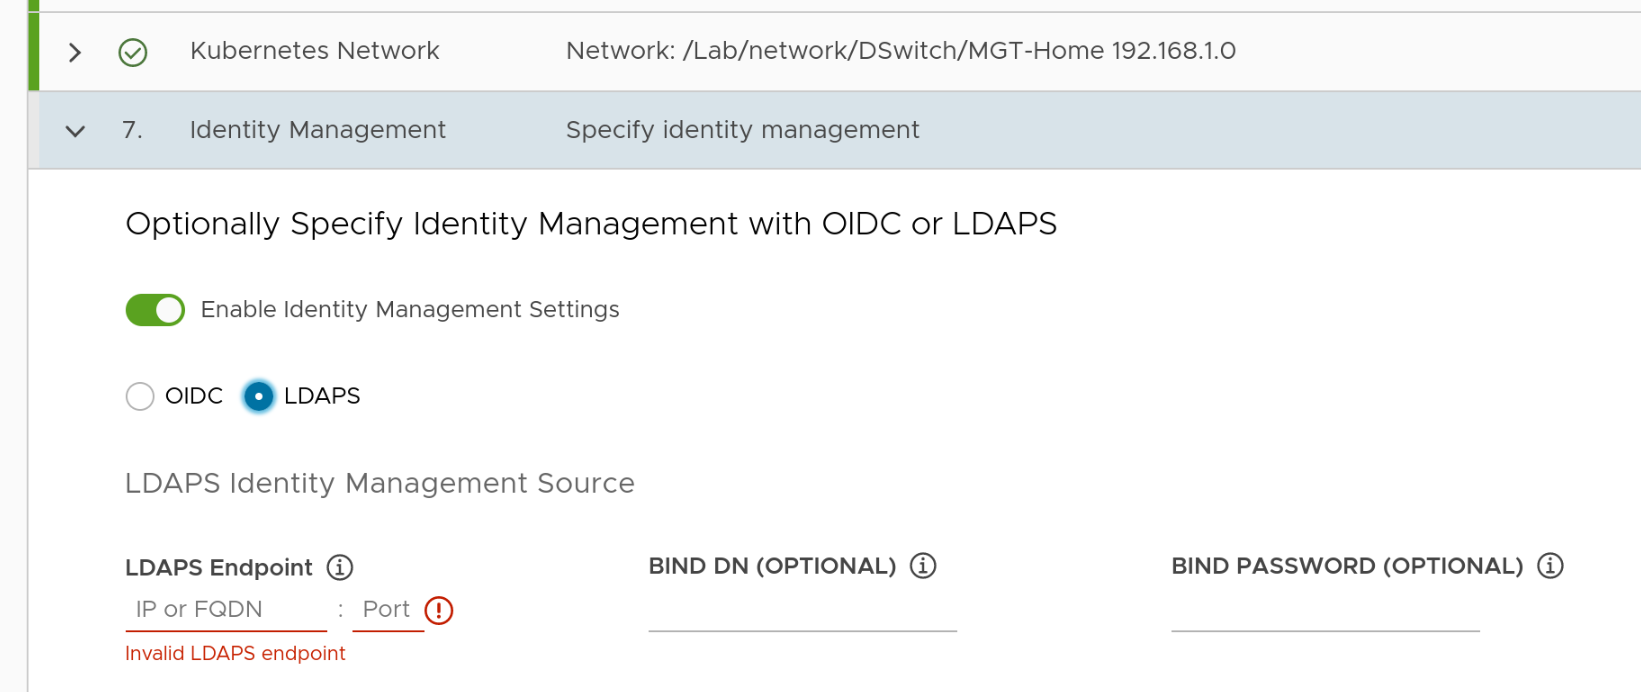 Kubernetes Network Network: /Lab/network/DSwitch/MGT-Home 192.168.1.0
7. Identity Management Specify identity management
Optionally Specify Identity Management with OIDC or LDAPS
Enable Identity Management Settings
OIDC LDAPS
LDAPS Identity Management Source
LDAPS Endpoint BIND DN (OPTIONAL) BIND PASSWORD (OPTIONAL)
IP or FQDN : Port
Invalid LDAPS endpoint